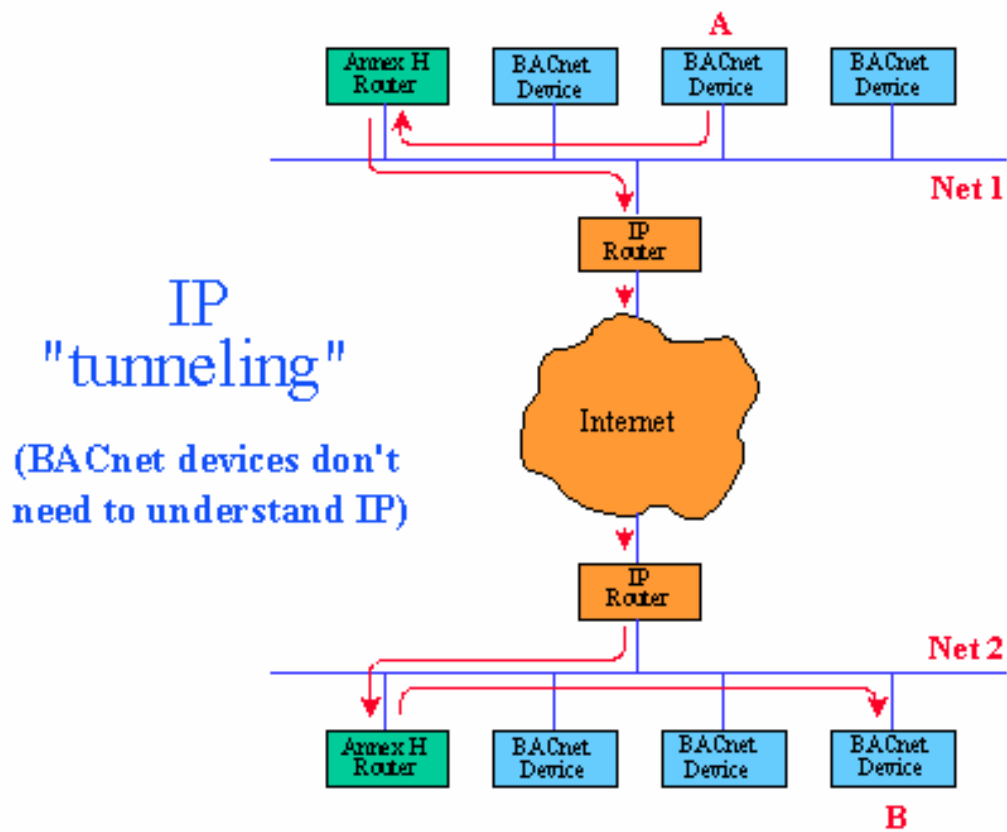 A
Annex H
Router
BACnet
Device
BACnet
Device
BACnet
Device
Net 1
IP
Router
IP
"tunneling"
(BACnet devices don't
need to understand IP)
Internet
IP
Router
Net 2
Annex H
Router
BACnet
Device
BACnet
Device
BACnet
Device
B